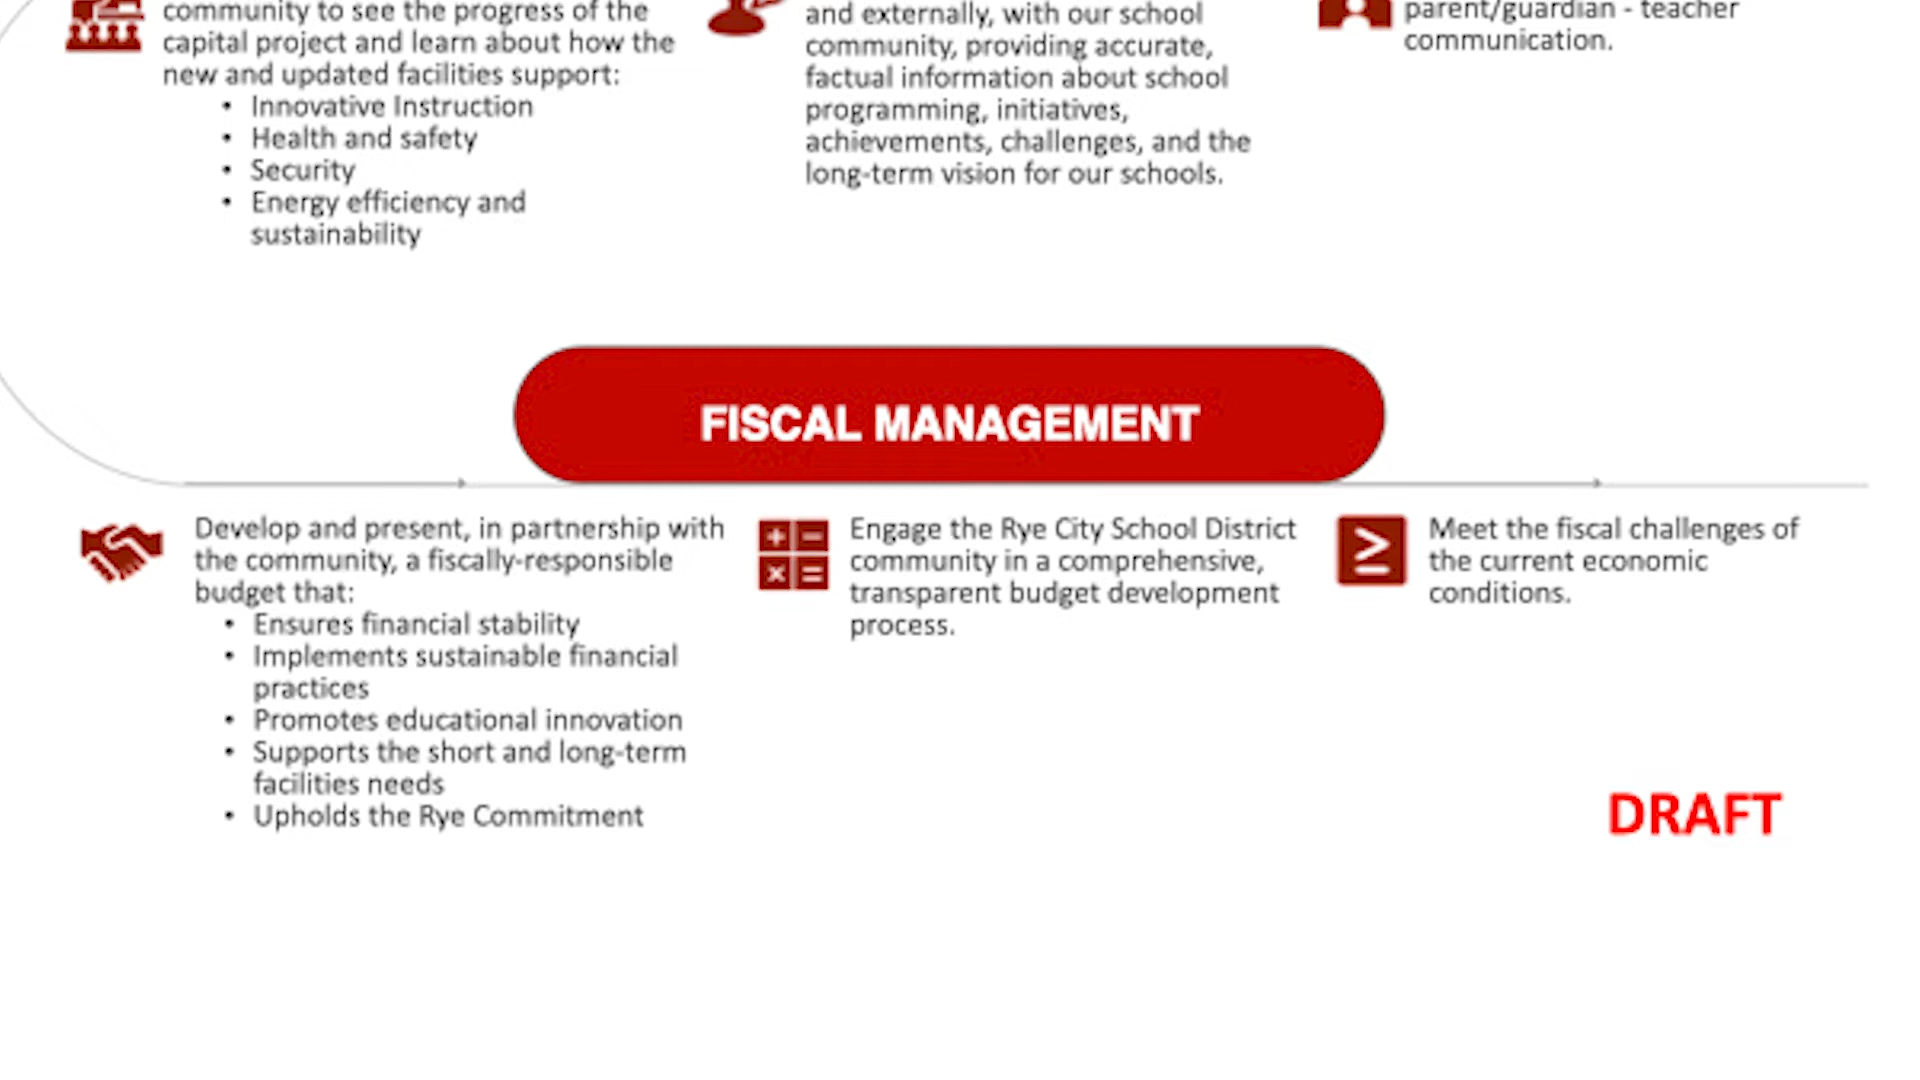 community to see the progress of the
capital project and learn about how the
new and updated facilities support:
• Innovative Instruction
• Health and safety
• Security
• Energy efficiency and
sustainability
and externally, with our school
community, providing accurate,
factual information about school
programming, initiatives,
achievements, challenges, and the
long-term vision for our schools.
parent/guardian - teacher
communication.
FISCAL MANAGEMENT
Develop and present, in partnership with
the community, a fiscally-responsible
budget that:
• Ensures financial stability
• Implements sustainable financial
practices
• Promotes educational innovation
• Supports the short and long-term
facilities needs
• Upholds the Rye Commitment
Engage the Rye City School District
community in a comprehensive,
transparent budget development
process.
Meet the fiscal challenges of
the current economic
conditions.
DRAFT